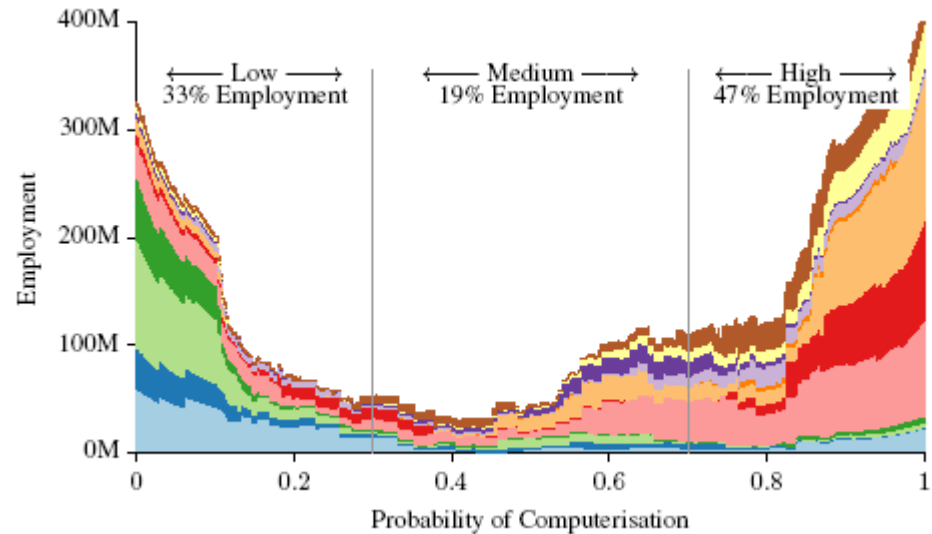 400M
←— Low —→
←— Medium —→
←— High —→
33% Employment
19% Employment
47% Employment
300M
200M
100M
0M
Employment
0
0.2
0.4
0.6
0.8
1
Probability of Computerisation